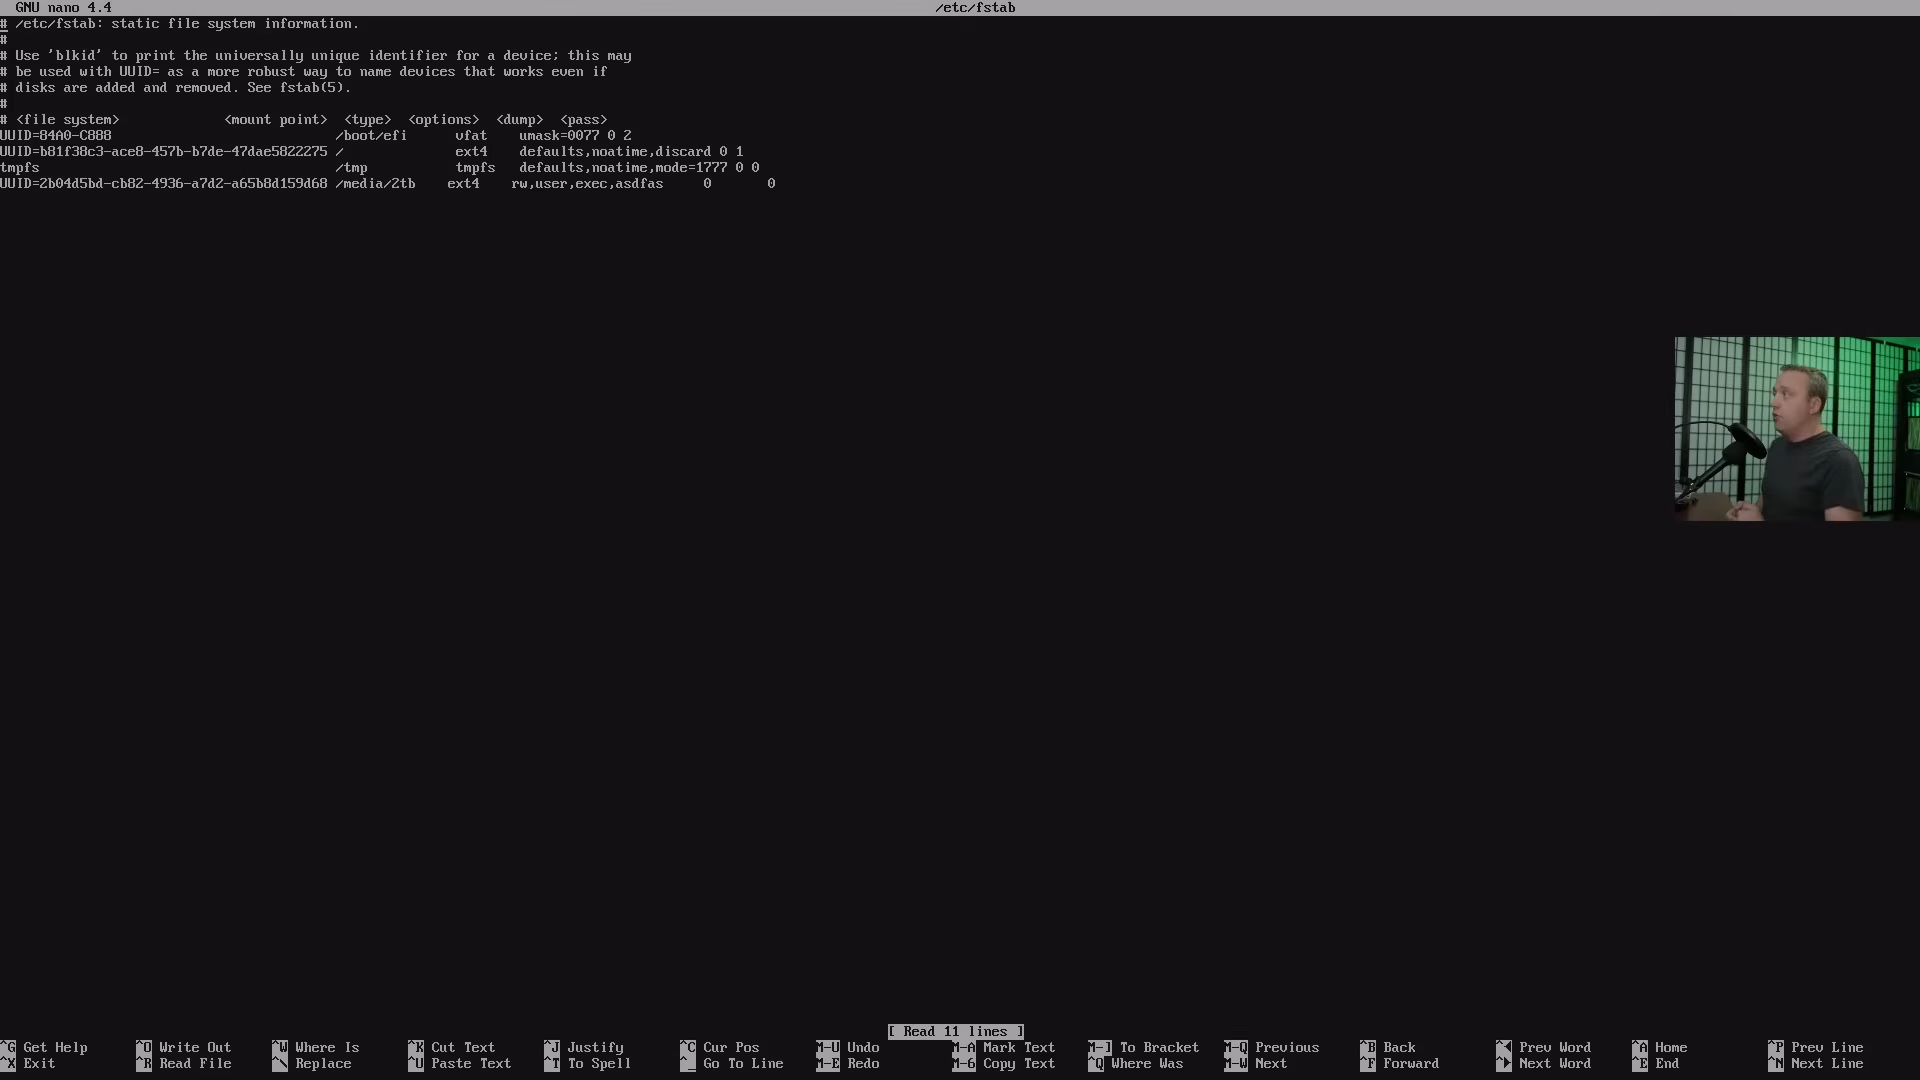 GNU nano 4.4 /etc/fstab
# /etc/fstab: static file system information.
#
# Use 'blkid' to print the universally unique identifier for a device; this may
# be used with UUID= as a more robust way to name devices that works even if
# disks are added and removed. See fstab(5).
#
# <file system> <mount point> <type> <options> <dump> <pass>
UUID=84A0-C888 /boot/efi vfat umask=0077 0 2
UUID=b81f38c3-ace8-457b-b7de-47dae5822275 / ext4 defaults,noatime,discard 0 1
tmpfs /tmp tmpfs defaults,noatime,mode=1777 0 0
UUID=2b04d5bd-cb82-4936-a7d2-a65b8d159d68 /media/2tb ext4 rw,user,exec,asdfas 0 0
[ Read 11 lines ]
^G Get Help ^O Write Out ^W Where Is ^K Cut Text ^J Justify ^C Cur Pos M-U Undo M-A Mark Text M-] To Bracket M-Q Previous ^B Back ^◄ Prev Word ^A Home ^P Prev Line
^X Exit ^R Read File ^\ Replace ^U Paste Text ^T To Spell ^_ Go To Line M-E Redo M-6 Copy Text ^Q Where Was M-W Next ^F Forward ^► Next Word ^E End ^N Next Line